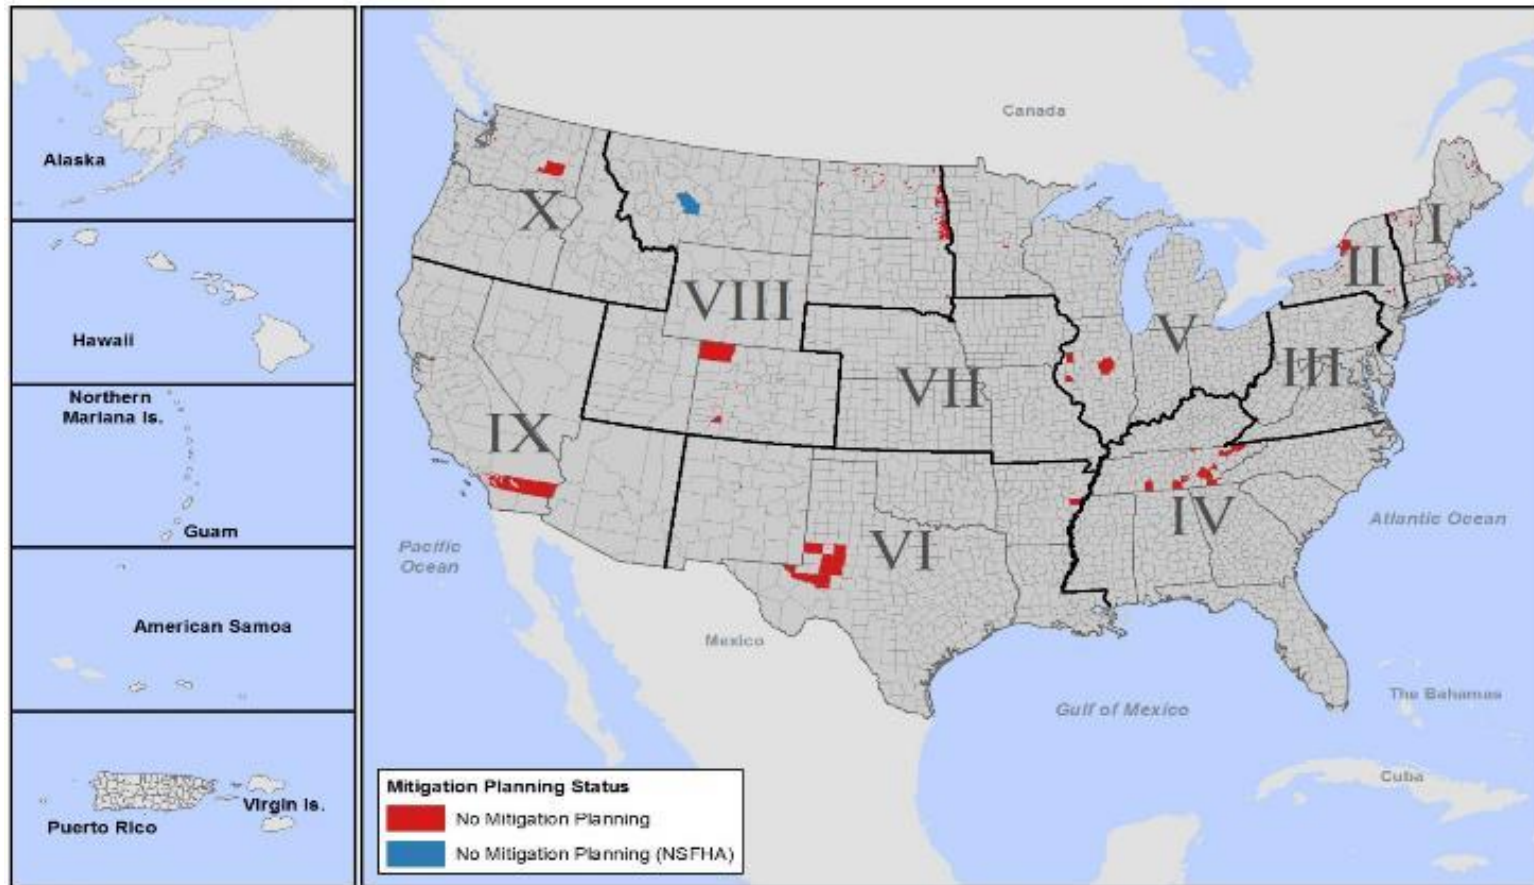 Alaska
Hawaii
Northern
Mariana Is.
Guam
American Samoa
Puerto Rico
Virgin Is.
Canada
X
VIII
IX
VII
VI
V
IV
III
II
I
Pacific
Ocean
Mexico
Gulf of Mexico
Atlantic Ocean
The Bahamas
Cuba
Mitigation Planning Status
No Mitigation Planning
No Mitigation Planning (NSFHA)